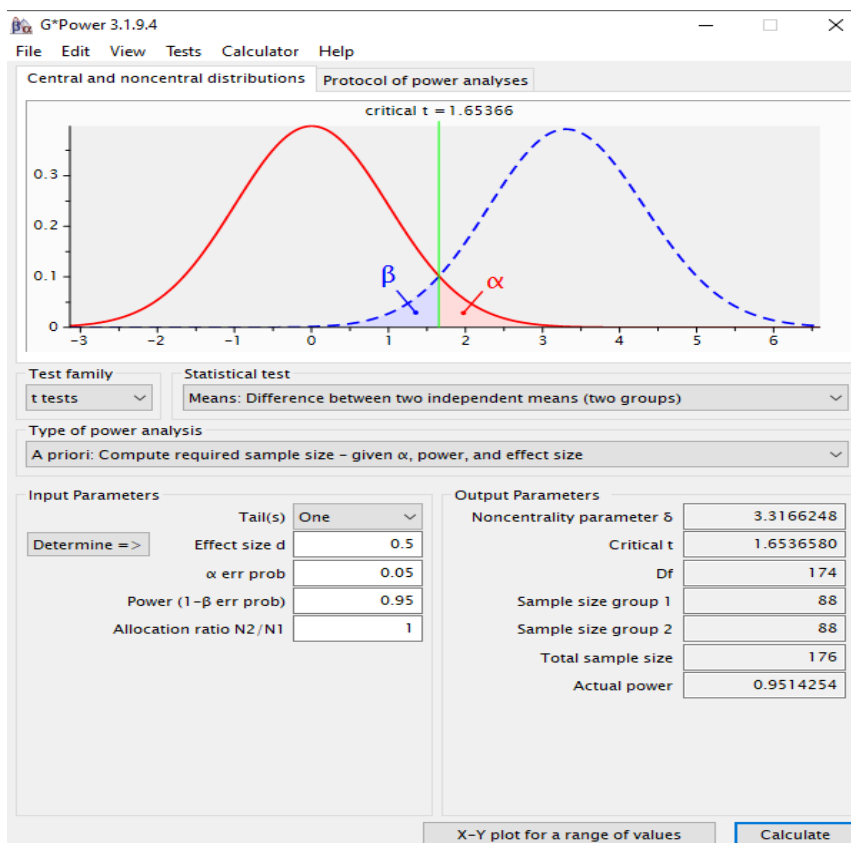 G*Power 3.1.9.4
File Edit View Tests Calculator Help
Central and noncentral distributions Protocol of power analyses
critical t = 1.65366
0.3
0.2
0.1
0
β α
-3 -2 -1 0 1 2 3 4 5 6
Test family Statistical test
t tests Means: Difference between two independent means (two groups)
Type of power analysis
A priori: Compute required sample size – given α, power, and effect size
Input Parameters
Tail(s) One
Determine => Effect size d 0.5
α err prob 0.05
Power (1-β err prob) 0.95
Allocation ratio N2/N1 1
Output Parameters
Noncentrality parameter δ 3.3166248
Critical t 1.6536580
Df 174
Sample size group 1 88
Sample size group 2 88
Total sample size 176
Actual power 0.9514254
X-Y plot for a range of values Calculate